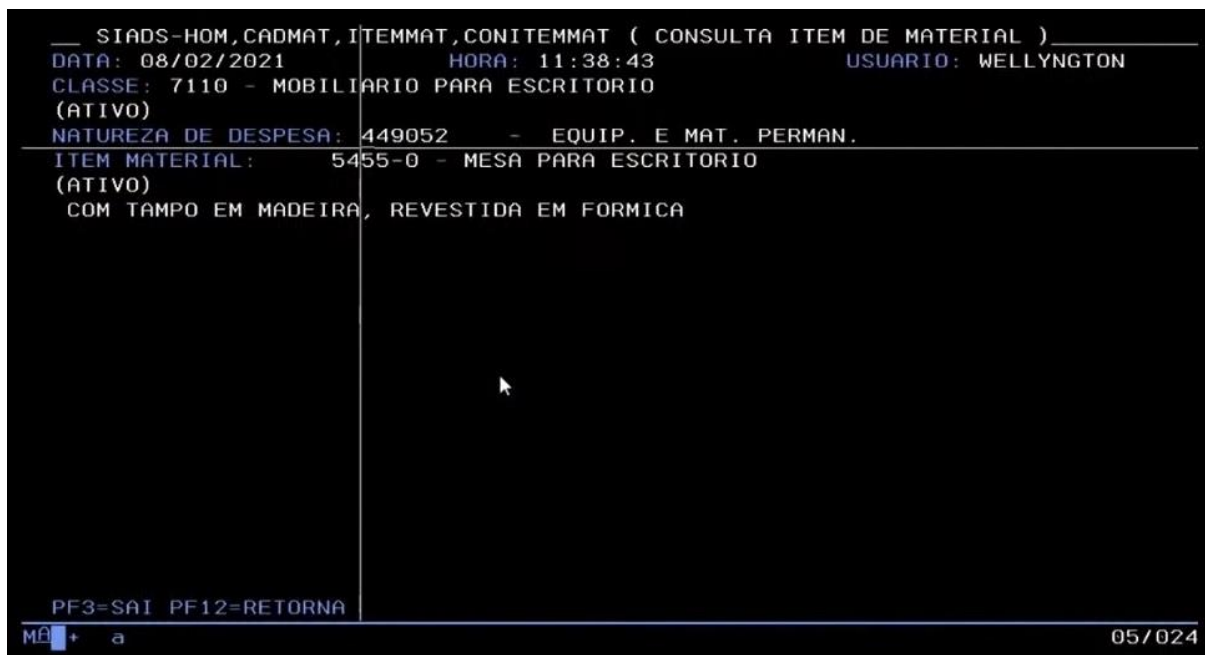 __ SIADS-HOM,CADMAT,ITEMMAT,CONITEMMAT ( CONSULTA ITEM DE MATERIAL )________
DATA: 08/02/2021 HORA: 11:38:43 USUARIO: WELLYNGTON
CLASSE: 7110 - MOBILIARIO PARA ESCRITORIO
(ATIVO)
NATUREZA DE DESPESA: 449052 - EQUIP. E MAT. PERMAN.
ITEM MATERIAL: 5455-0 - MESA PARA ESCRITORIO
(ATIVO)
COM TAMPO EM MADEIRA, REVESTIDA EM FORMICA
PF3=SAI PF12=RETORNA
MA + a 05/024